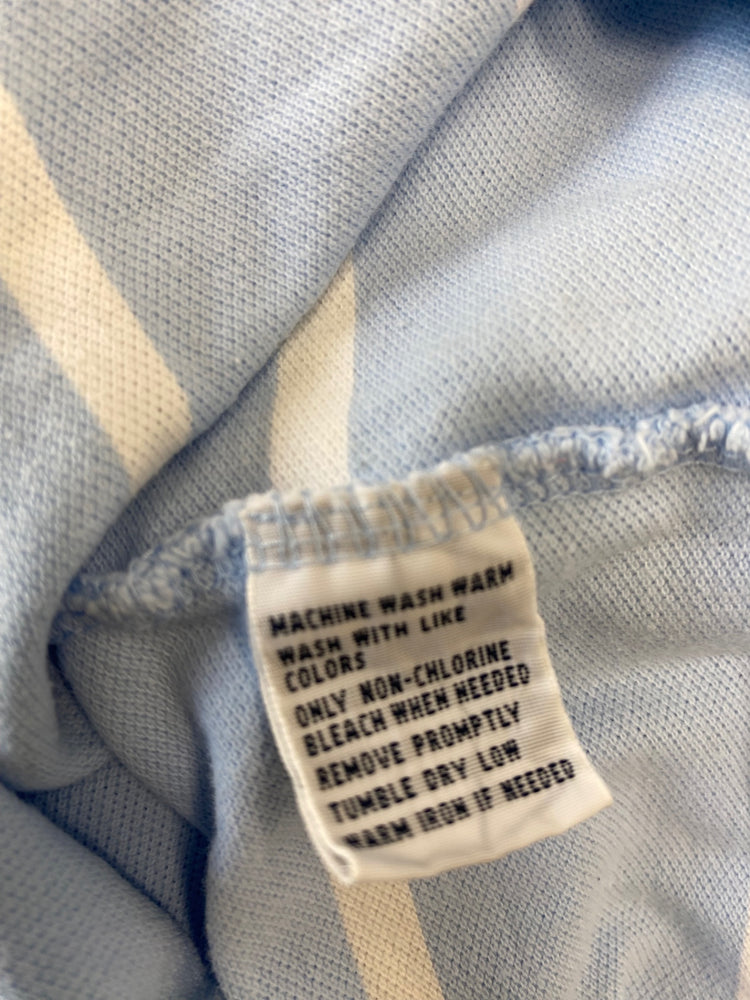 MACHINE WASH WARM
WASH WITH LIKE
COLORS
ONLY NON-CHLORINE
BLEACH WHEN NEEDED
REMOVE PROMPTLY
TUMBLE DRY LOW
WARM IRON IF NEEDED